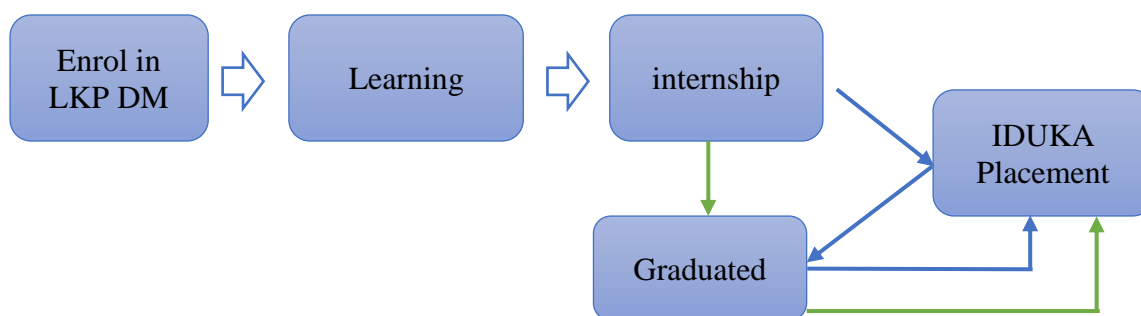 Enrol in
LKP DM
Learning
internship
IDUKA
Placement
Graduated